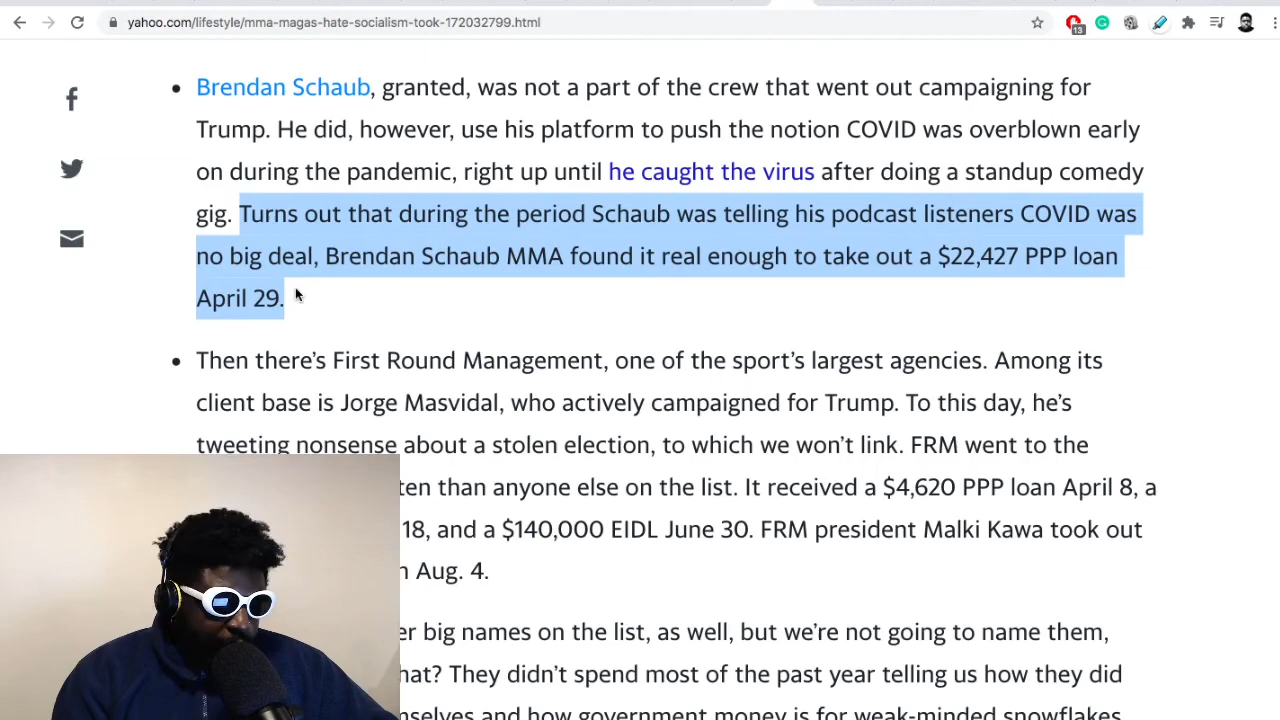 yahoo.com/lifestyle/mma-magas-hate-socialism-took-172032799.html
13
Brendan Schaub, granted, was not a part of the crew that went out campaigning for
Trump. He did, however, use his platform to push the notion COVID was overblown early
on during the pandemic, right up until he caught the virus after doing a standup comedy
gig. Turns out that during the period Schaub was telling his podcast listeners COVID was
no big deal, Brendan Schaub MMA found it real enough to take out a $22,427 PPP loan
April 29.
Then there’s First Round Management, one of the sport’s largest agencies. Among its
client base is Jorge Masvidal, who actively campaigned for Trump. To this day, he’s
tweeting nonsense about a stolen election, to which we won’t link. FRM went to the
ten than anyone else on the list. It received a $4,620 PPP loan April 8, a
18, and a $140,000 EIDL June 30. FRM president Malki Kawa took out
n Aug. 4.
er big names on the list, as well, but we’re not going to name them,
hat? They didn’t spend most of the past year telling us how they did
mselves and how government money is for weak-minded snowflakes